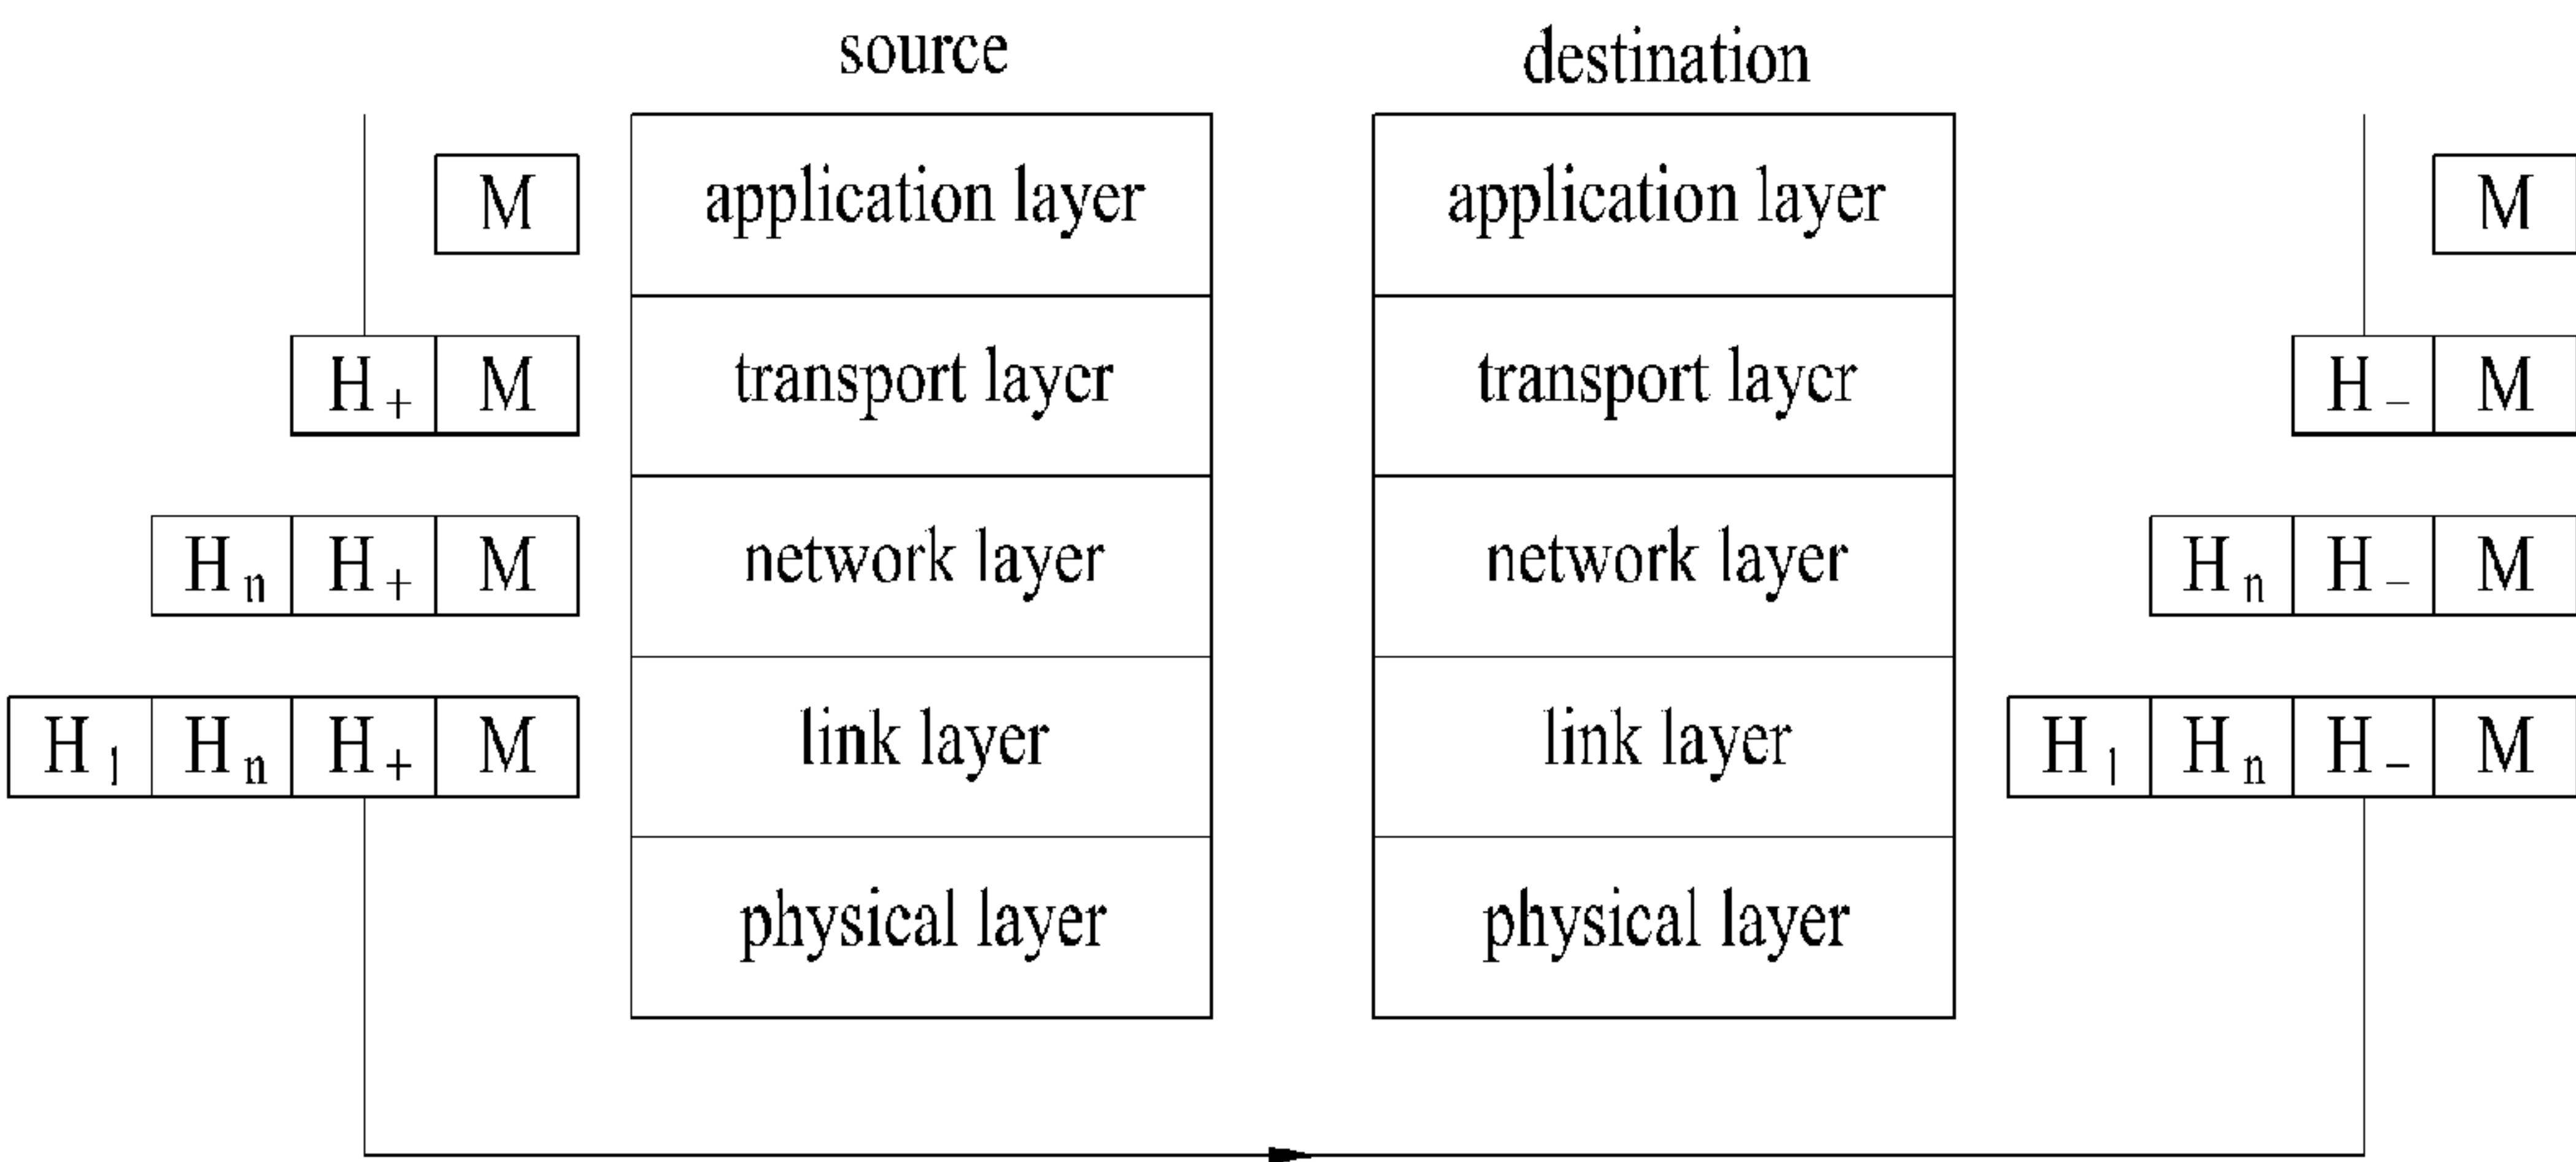 source destination
M application layer application layer M
H+ M transport layer transport layer H− M
Hn H+ M network layer network layer Hn H− M
H1 Hn H+ M link layer link layer H1 Hn H− M
physical layer physical layer